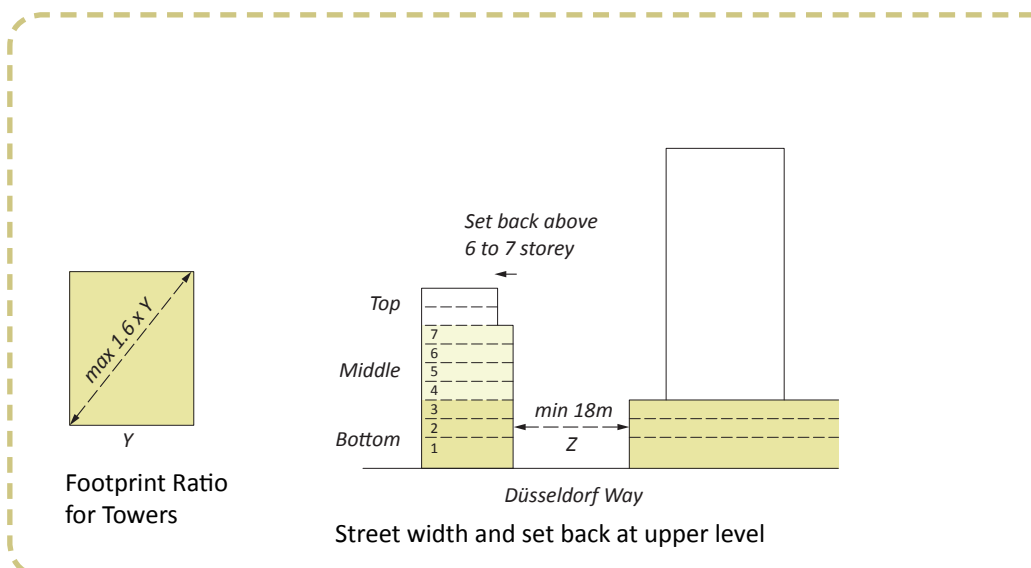 max 1.6 x Y
Y
Footprint Ratio
for Towers
Set back above
6 to 7 storey
Top
Middle
Bottom
7
6
5
4
3
2
1
min 18m
Z
Düsseldorf Way
Street width and set back at upper level